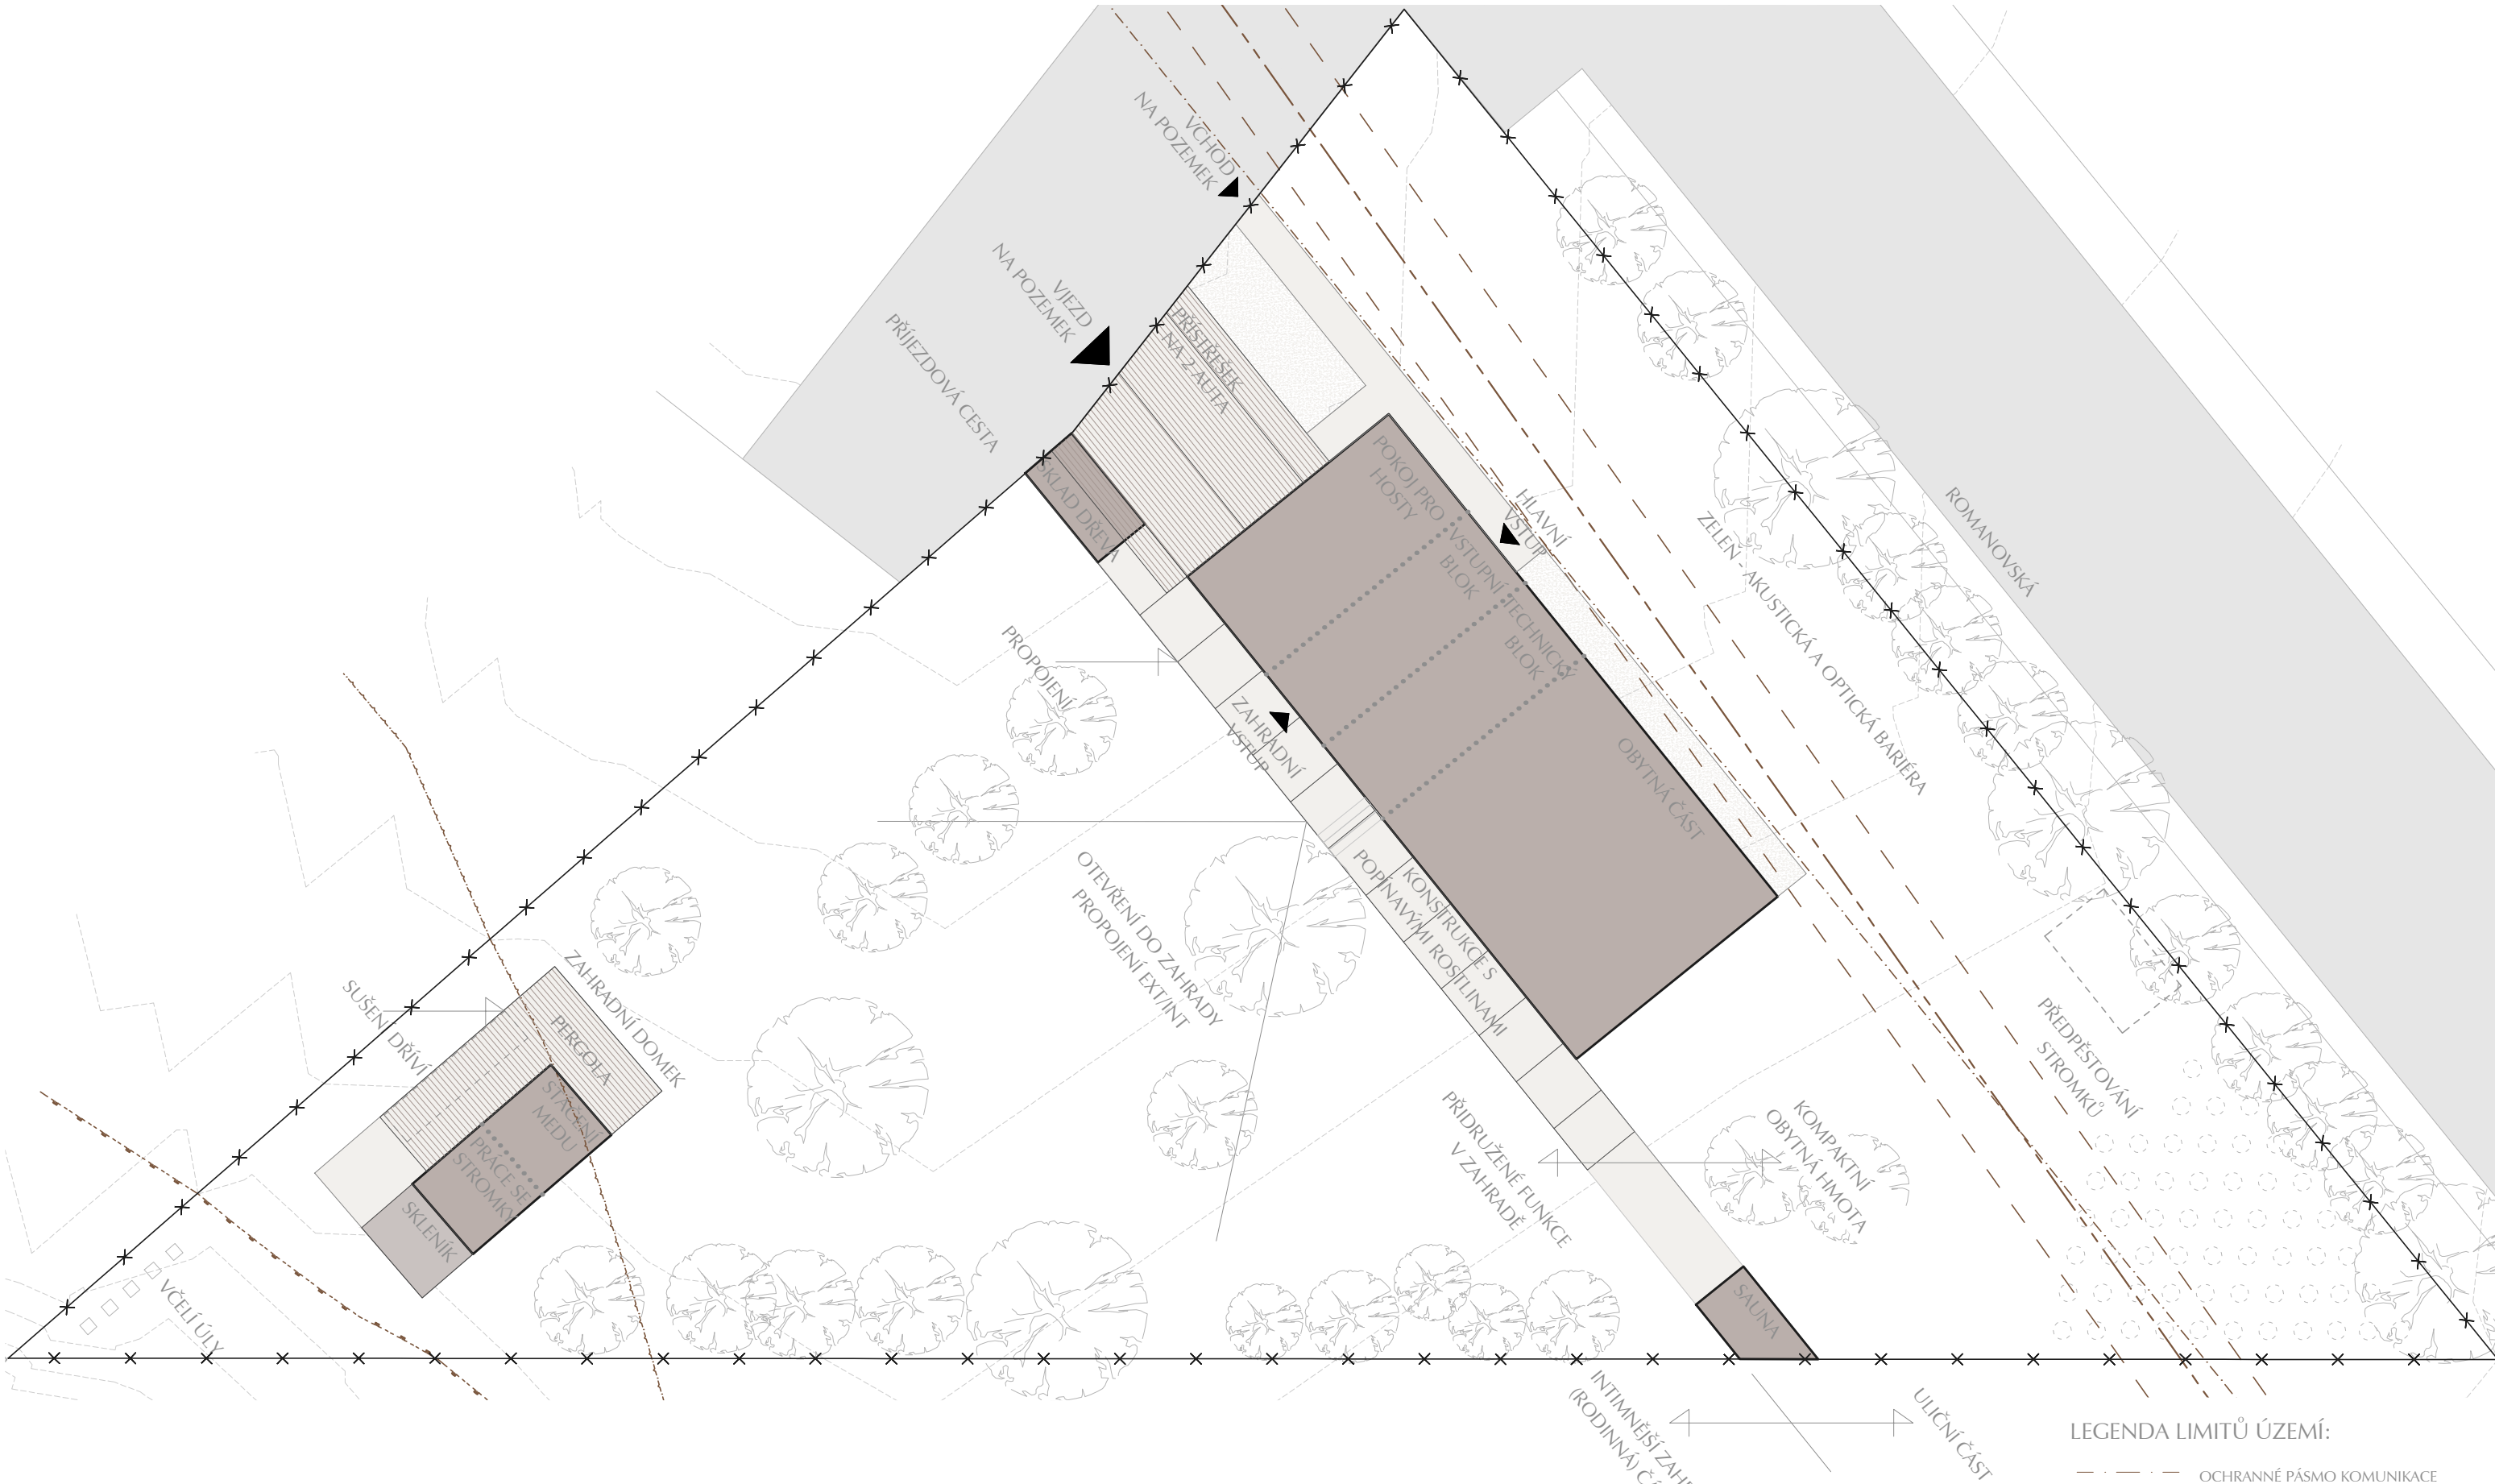 VCHOD
NA POZEMEK
VJEZD
NA POZEMEK
PŘÍJEZDOVÁ CESTA
PŘÍSTŘEŠEK
NA 2 AUTA
SKLAD DŘEVA
POKOJ PRO
HOSTY
HLAVNÍ
VSTUP
VSTUPNÍ
BLOK
TECHNICKÝ
BLOK
OBYTNÁ ČÁST
ROMANOVSKÁ
ZELEŇ - AKUSTICKÁ A OPTICKÁ BARIÉRA
PROPOJENÍ
ZAHRADNÍ
VSTUP
KONSTRUKCE S
POPÍNAVÝMI ROSTLINAMI
OTEVŘENÍ DO ZAHRADY
PROPOJENÍ EXT/INT
ZAHRADNÍ DOMEK
SUŠENÍ DŘÍVÍ
PERGOLA
STÁČENÍ
MEDU
PRÁCE SE
STROMKY
SKLENÍK
VČELÍ ÚLY
PŘEDPĚSTOVÁNÍ
STROMKŮ
KOMPAKTNÍ
OBYTNÁ HMOTA
PŘIDRUŽENÉ FUNKCE
V ZAHRADĚ
SAUNA
INTIMNĚJŠÍ
(RODINNÁ)
ULIČNÍ ČÁST
LEGENDA LIMITŮ ÚZEMÍ:
OCHRANNÉ PÁSMO KOMUNIKACE